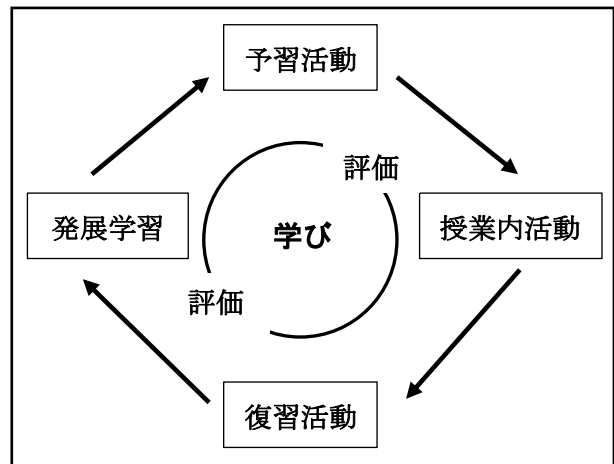 予習活動
評価
発展学習
学び
授業内活動
評価
復習活動